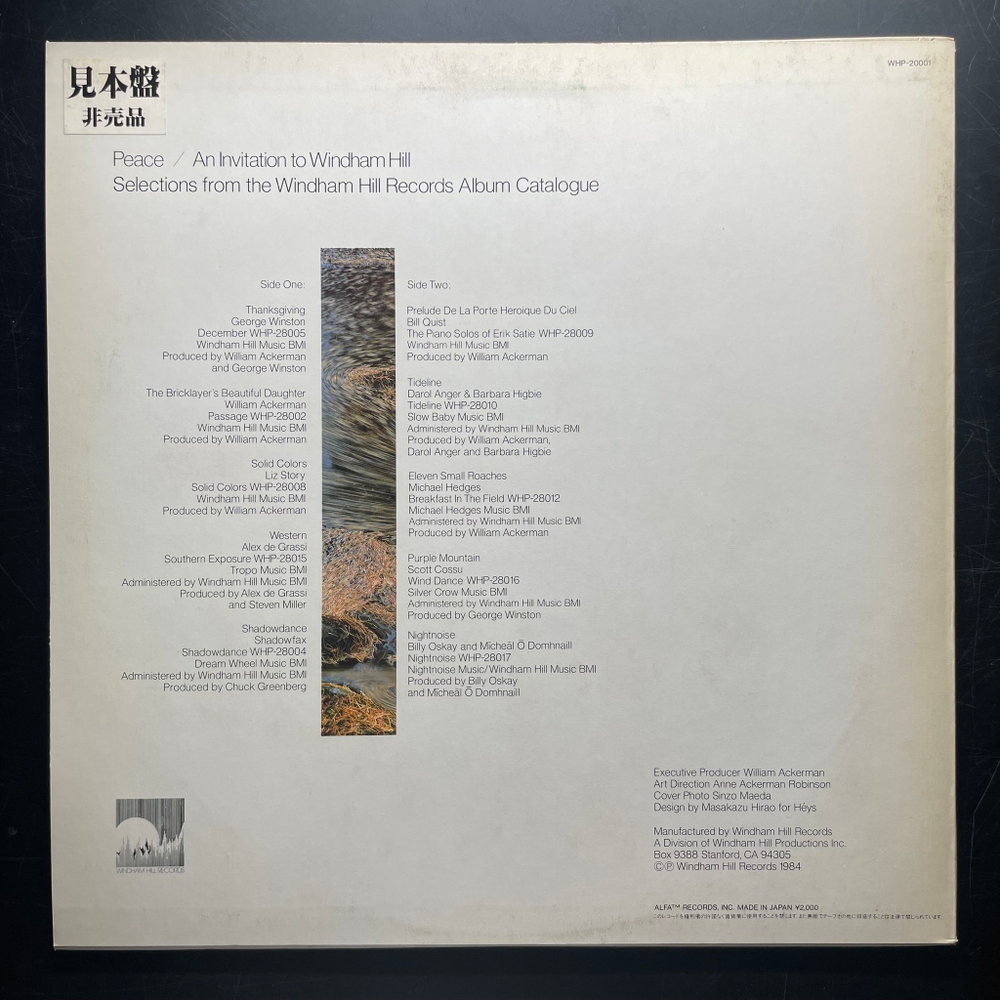 見本盤
非売品
WHP-20001
Peace / An Invitation to Windham Hill
Selections from the Windham Hill Records Album Catalogue
Side One:
Thanksgiving
George Winston
December WHP-28005
Windham Hill Music BMI
Produced by William Ackerman
and George Winston
The Bricklayer's Beautiful Daughter
William Ackerman
Passage WHP-28002
Windham Hill Music BMI
Produced by William Ackerman
Solid Colors
Liz Story
Solid Colors WHP-28008
Windham Hill Music BMI
Produced by William Ackerman
Western
Alex de Grassi
Southern Exposure WHP-28015
Tropo Music BMI
Administered by Windham Hill Music BMI
Produced by Alex de Grassi
and Steven Miller
Shadowdance
Shadowfax
Shadowdance WHP-28004
Dream Wheel Music BMI
Administered by Windham Hill Music BMI
Produced by Chuck Greenberg
Side Two:
Prelude De La Porte Heroique Du Ciel
Bill Quist
The Piano Solos of Erik Satie WHP-28009
Windham Hill Music BMI
Produced by William Ackerman
Tideline
Darol Anger & Barbara Higbie
Tideline WHP-28010
Slow Baby Music BMI
Administered by Windham Hill Music BMI
Produced by William Ackerman,
Darol Anger and Barbara Higbie
Eleven Small Roaches
Michael Hedges
Breakfast In The Field WHP-28012
Michael Hedges Music BMI
Administered by Windham Hill Music BMI
Produced by William Ackerman
Purple Mountain
Scott Cossu
Wind Dance WHP-28016
Silver Crow Music BMI
Administered by Windham Hill Music BMI
Produced by George Winston
Nightnoise
Billy Oskay and Mīcheāl Ō Domhnaill
Nightnoise WHP-28017
Nightnoise Music/Windham Hill Music BMI
Produced by Billy Oskay
and Mīcheāl Ō Domhnaill
Executive Producer William Ackerman
Art Direction Anne Ackerman Robinson
Cover Photo Sinzo Maeda
Design by Masakazu Hirao for Hêys
Manufactured by Windham Hill Records
A Division of Windham Hill Productions Inc.
Box 9388 Stanford, CA 94305
©℗ Windham Hill Records 1984
WINDHAM HILL RECORDS
ALFA™ RECORDS, INC. MADE IN JAPAN ¥2,000